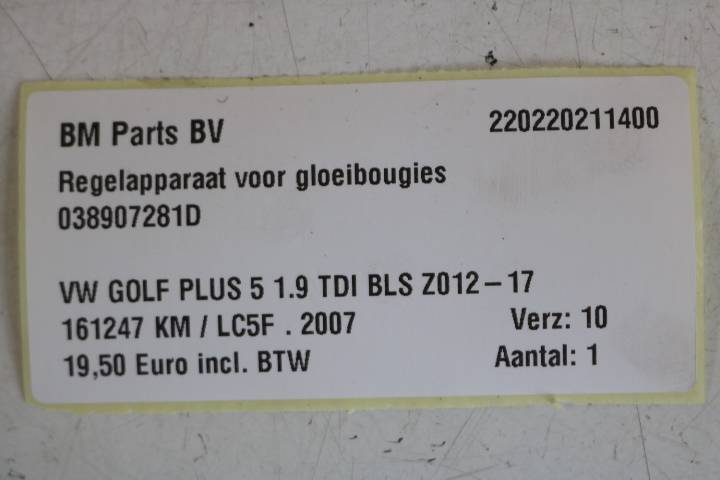 BM Parts BV 220220211400
Regelapparaat voor gloeibougies
038907281D
VW GOLF PLUS 5 1.9 TDI BLS Z012-17
161247 KM / LC5F . 2007 Verz: 10
19,50 Euro incl. BTW Aantal: 1